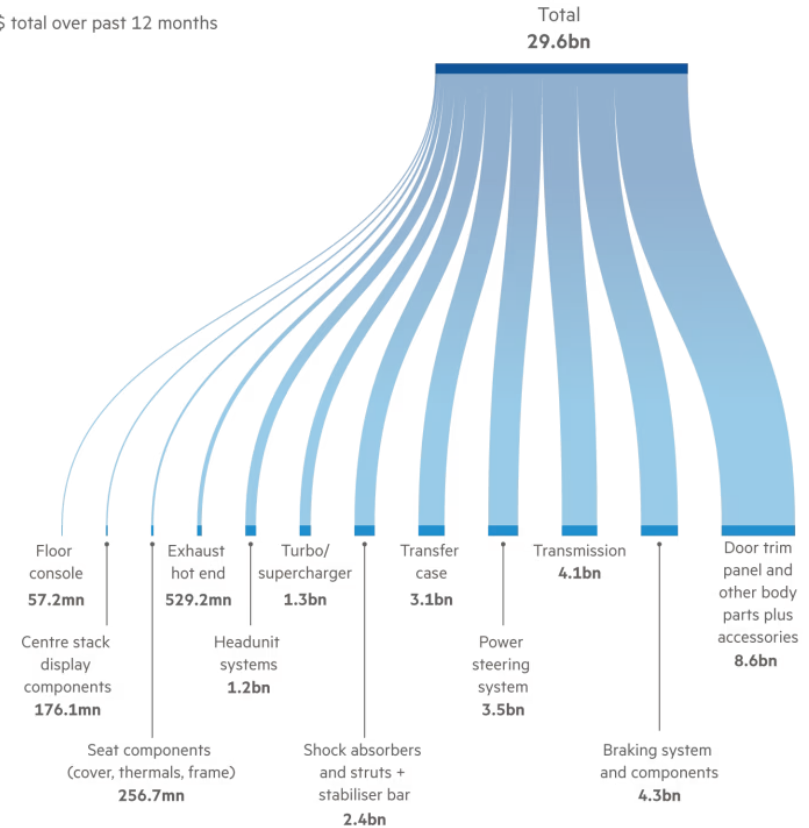 $ total over past 12 months
Total
29.6bn
Floor
console
57.2mn
Centre stack
display
components
176.1mn
Seat components
(cover, thermals, frame)
256.7mn
Exhaust
hot end
529.2mn
Headunit
systems
1.2bn
Turbo/
supercharger
1.3bn
Shock absorbers
and struts +
stabiliser bar
2.4bn
Transfer
case
3.1bn
Power
steering
system
3.5bn
Transmission
4.1bn
Braking system
and components
4.3bn
Door trim
panel and
other body
parts plus
accessories
8.6bn